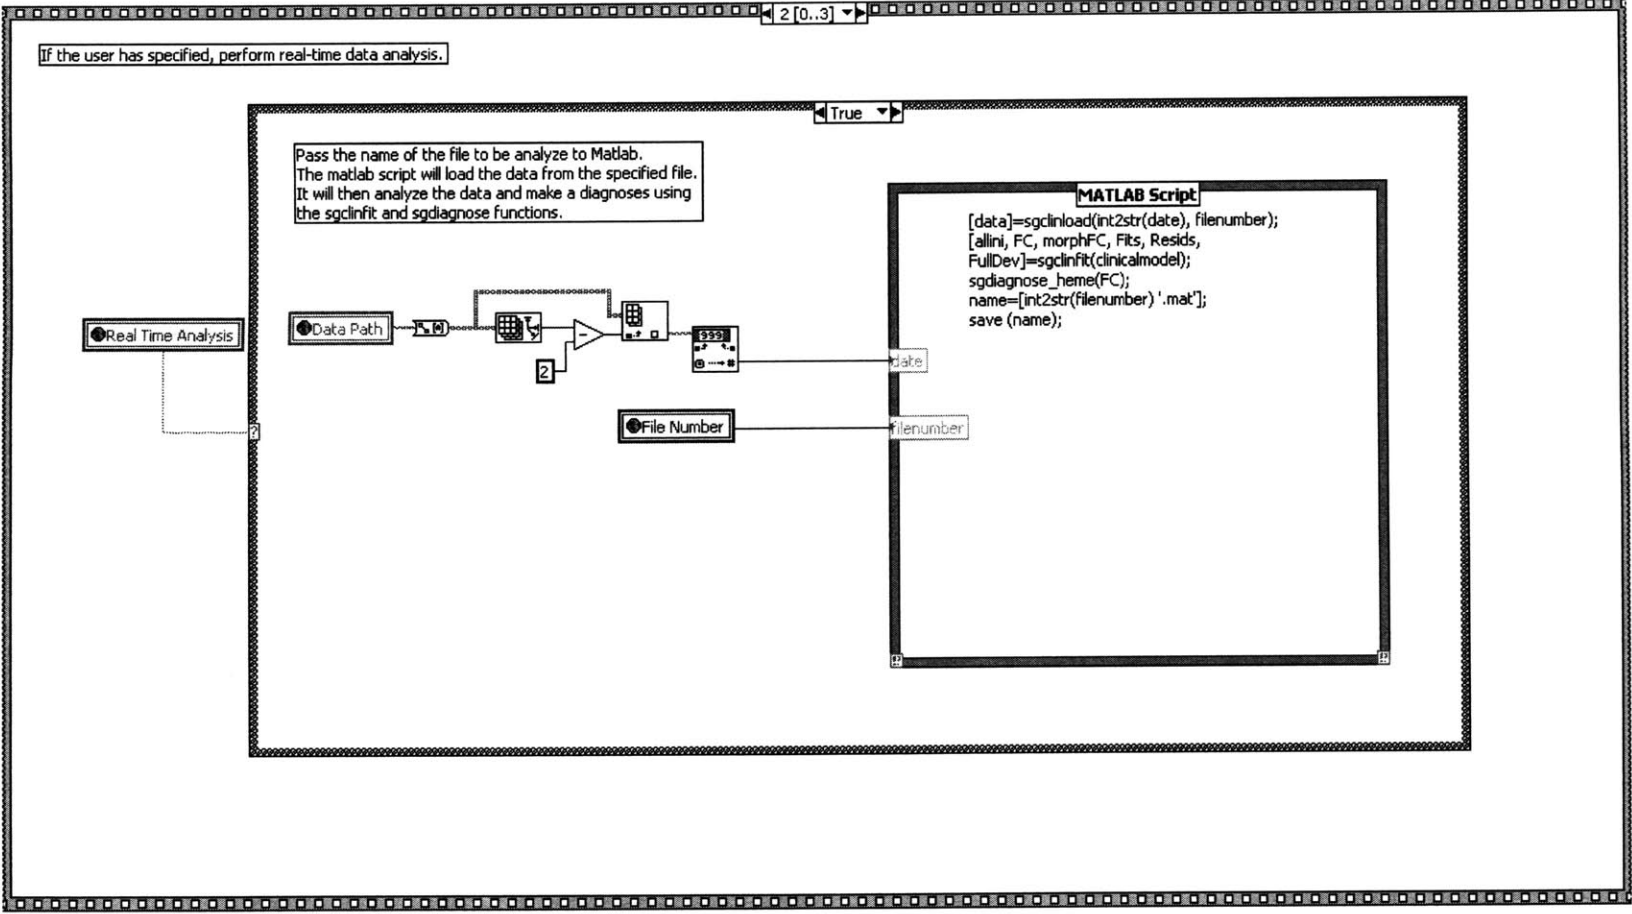 2 [0..3]
If the user has specified, perform real-time data analysis.
True
Pass the name of the file to be analyze to Matlab.
The matlab script will load the data from the specified file.
It will then analyze the data and make a diagnoses using
the sgclinfit and sgdiagnose functions.
MATLAB Script
[data]=sgclinload(int2str(date), filenumber);
[allini, FC, morphFC, Fits, Resids,
FullDev]=sgclinfit(clinicalmodel);
sgdiagnose_heme(FC);
name=[int2str(filenumber) '.mat'];
save (name);
Real Time Analysis
Data Path
2
999
date
File Number
filenumber
?